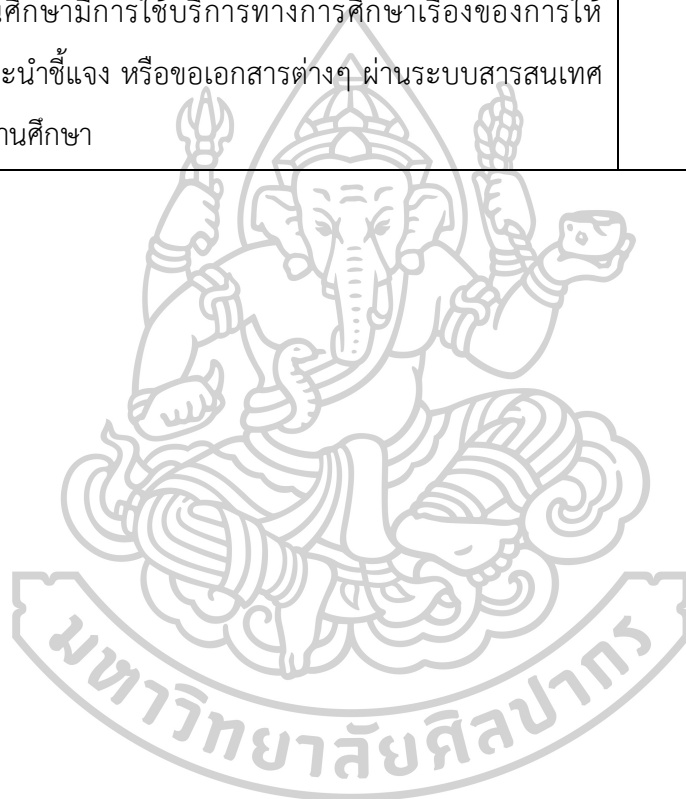 นศึกษามีการใช้บริการทางการศึกษาเรื่องของการให้
ะนำชี้แจง หรือขอเอกสารต่างๆ ผ่านระบบสารสนเทศ
านศึกษา
มหาวิทยาลัยศิลปากร